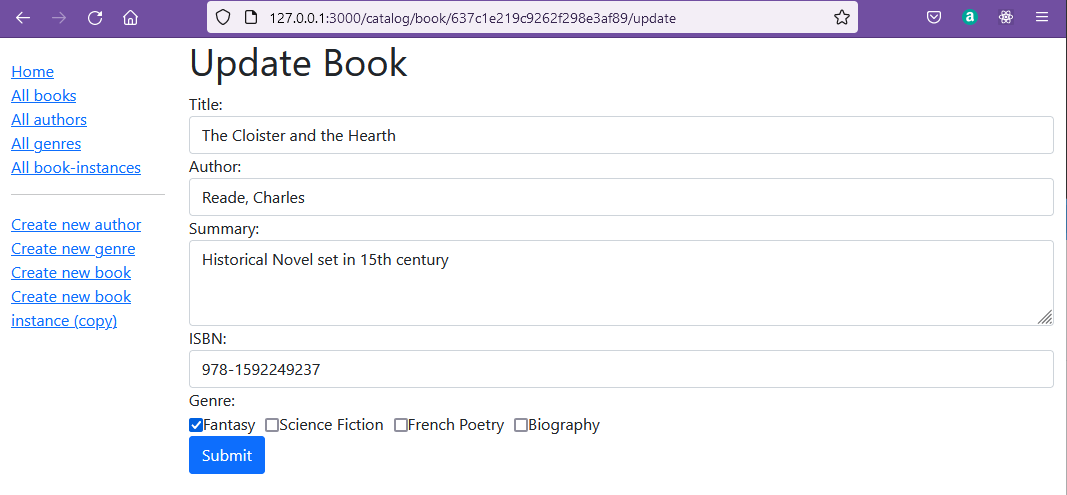 127.0.0.1:3000/catalog/book/637c1e219c9262f298e3af89/update
a
Home
All books
All authors
All genres
All book-instances
Create new author
Create new genre
Create new book
Create new book
instance (copy)
Update Book
Title:
The Cloister and the Hearth
Author:
Reade, Charles
Summary:
Historical Novel set in 15th century
ISBN:
978-1592249237
Genre:
Fantasy Science Fiction French Poetry Biography
Submit